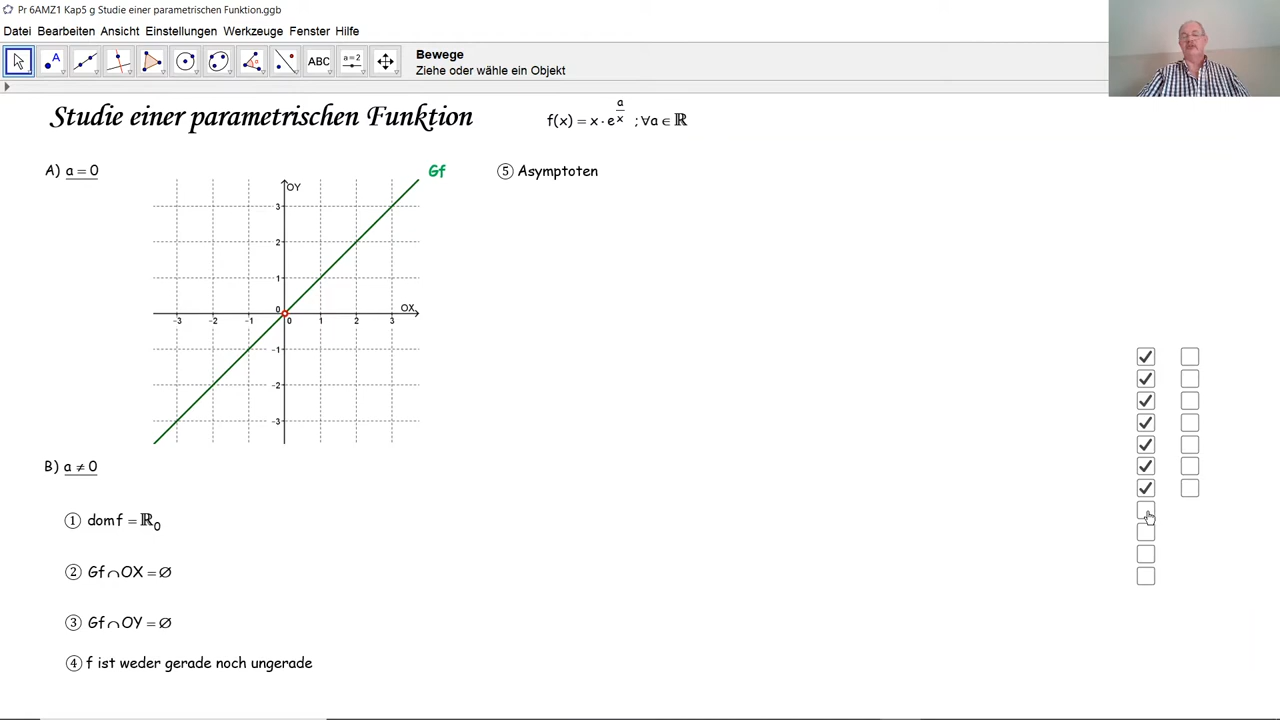 Pr 6AMZ1 Kap5 g Studie einer parametrischen Funktion.ggb
Datei Bearbeiten Ansicht Einstellungen Werkzeuge Fenster Hilfe
A
ABC
a=2
Bewege
Ziehe oder wähle ein Objekt
Studie einer parametrischen Funktion
f(x) = x · e^(a/x) ; ∀a ∈ ℝ
A) a = 0
Gf
⑤ Asymptoten
OY
3
2
1
0
OX
-3 -2 -1 0 1 2 3
-1
-2
-3
B) a ≠ 0
① dom f = ℝ₀
② Gf ∩ OX = ∅
③ Gf ∩ OY = ∅
④ f ist weder gerade noch ungerade